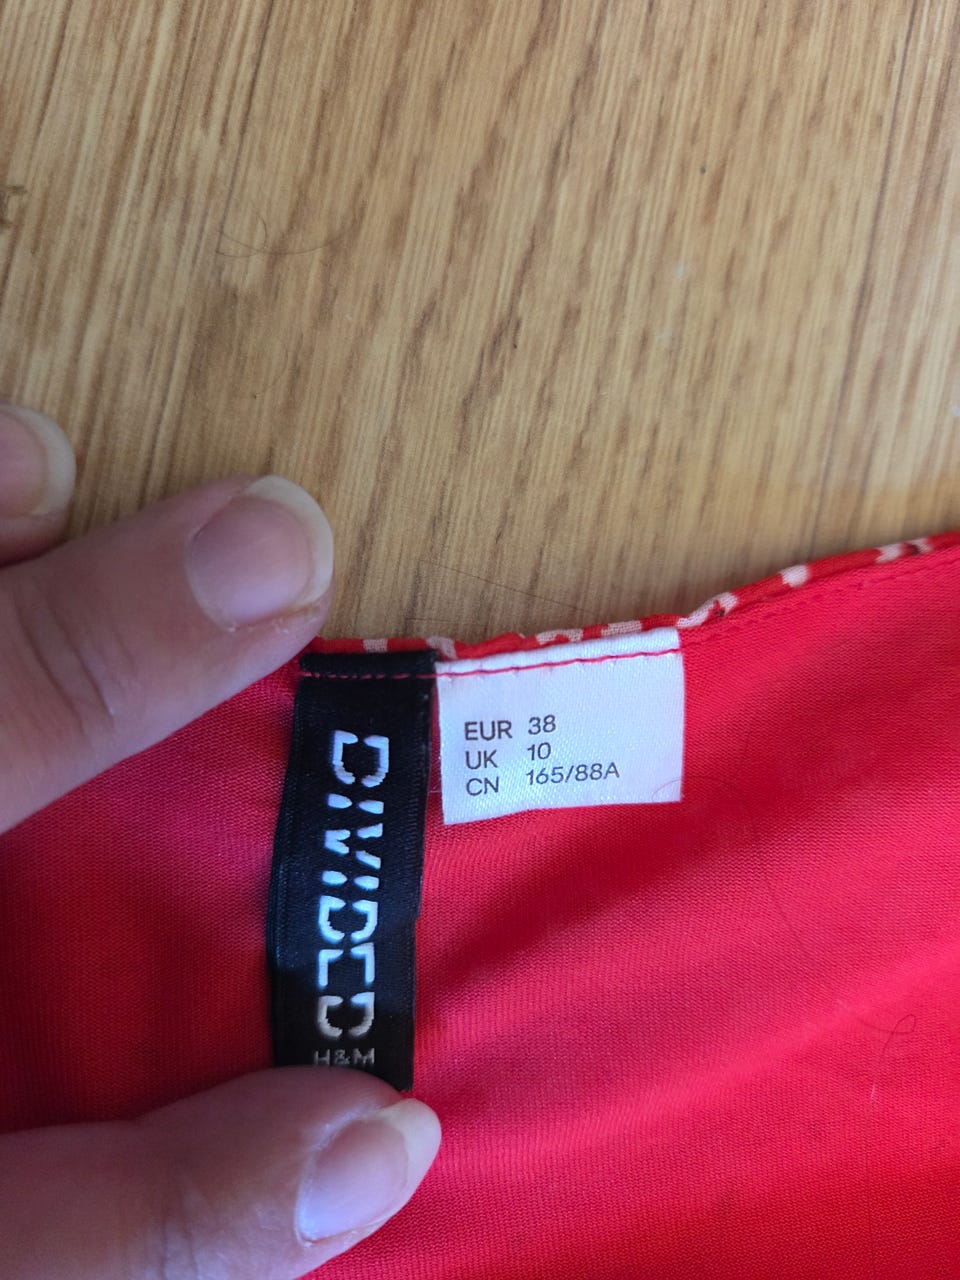 DIVIDED
H&M
EUR 38
UK 10
CN 165/88A